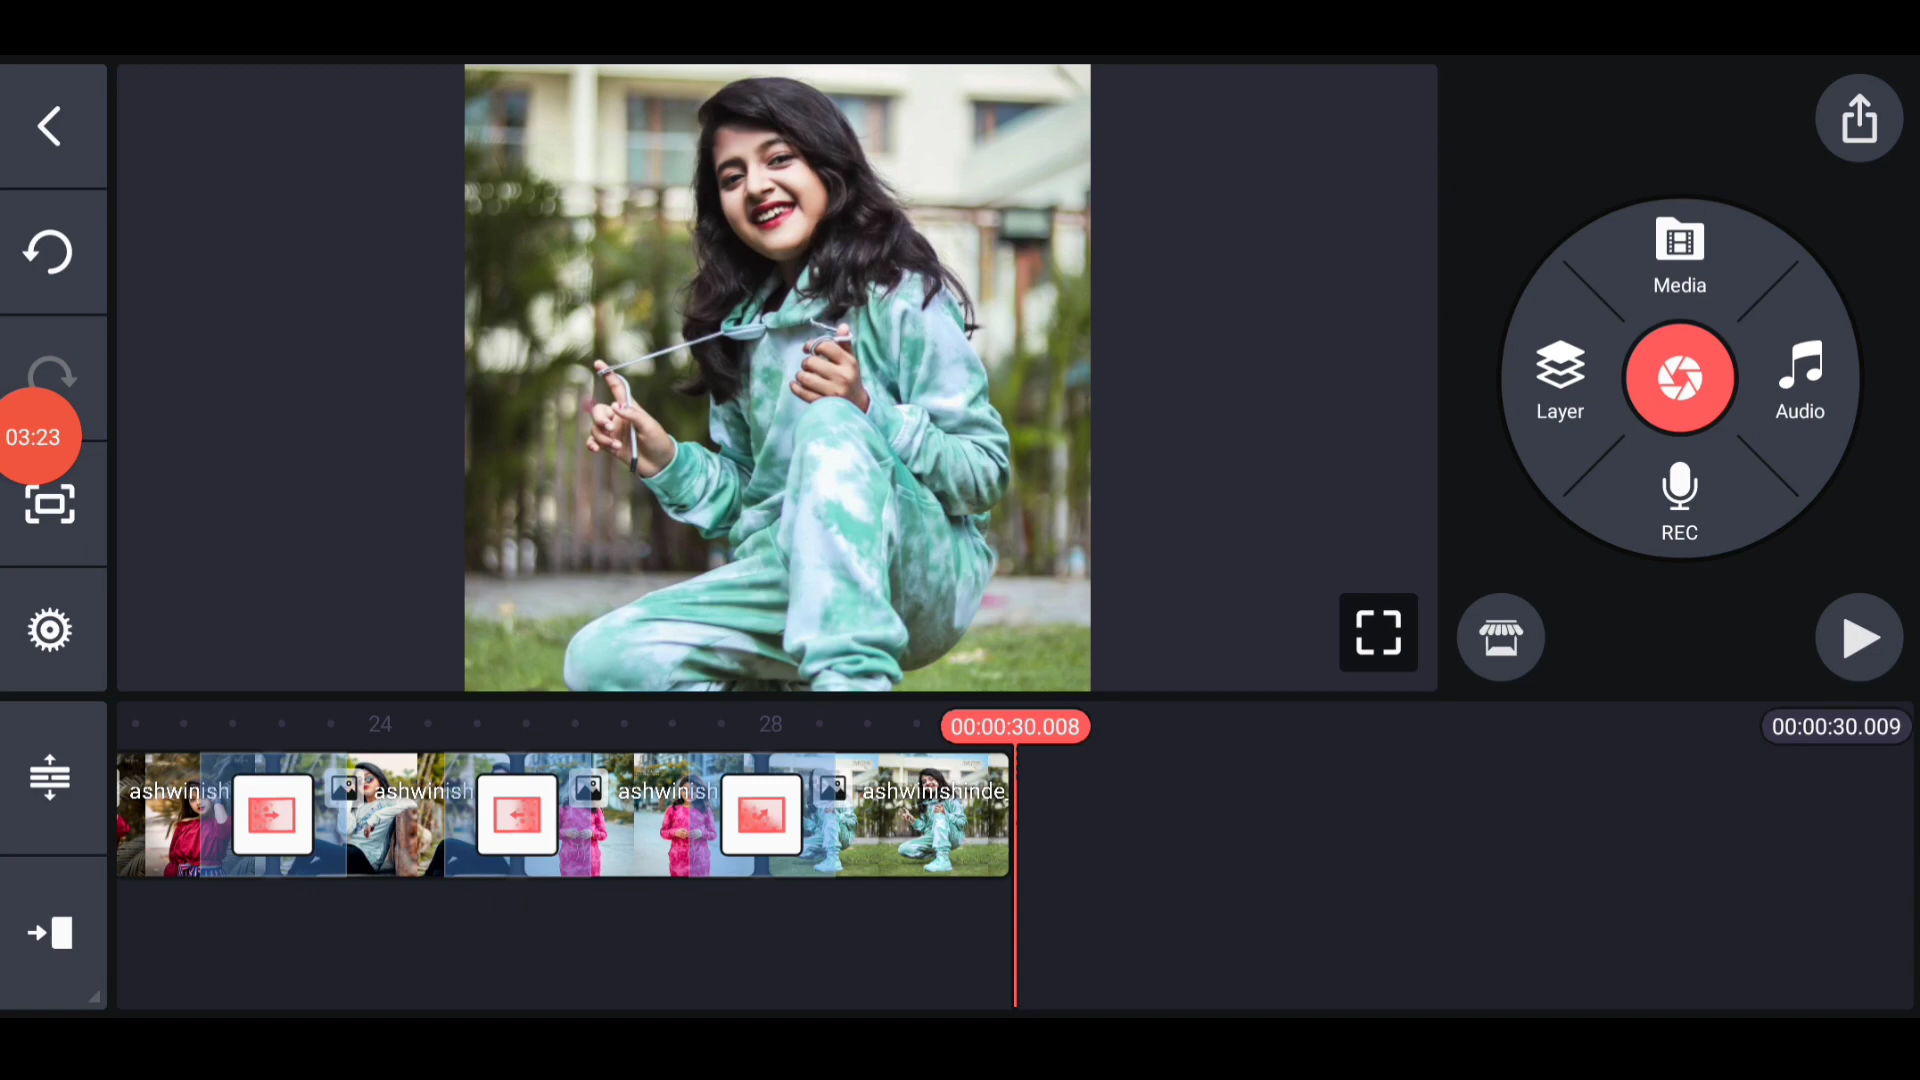 Media
Layer
Audio
REC
03:23
24
28
00:00:30.008
00:00:30.009
ashwinish
ashwinish
ashwinish
ashwinishinde